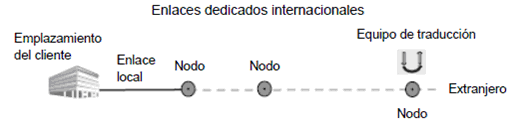 Enlaces dedicados internacionales
Emplazamiento
del cliente
Enlace
local
Nodo
Nodo
Equipo de traducción
Extranjero
Nodo